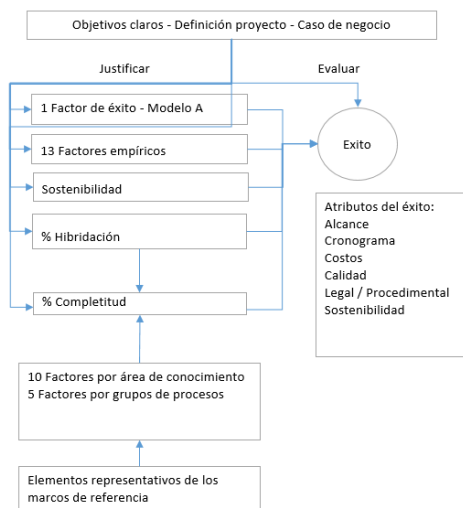 Objetivos claros - Definición proyecto - Caso de negocio
Justificar
Evaluar
1 Factor de éxito - Modelo A
13 Factores empíricos
Sostenibilidad
% Hibridación
% Completitud
Exito
Atributos del éxito:
Alcance
Cronograma
Costos
Calidad
Legal / Procedimental
Sostenibilidad
10 Factores por área de conocimiento
5 Factores por grupos de procesos
Elementos representativos de los
marcos de referencia